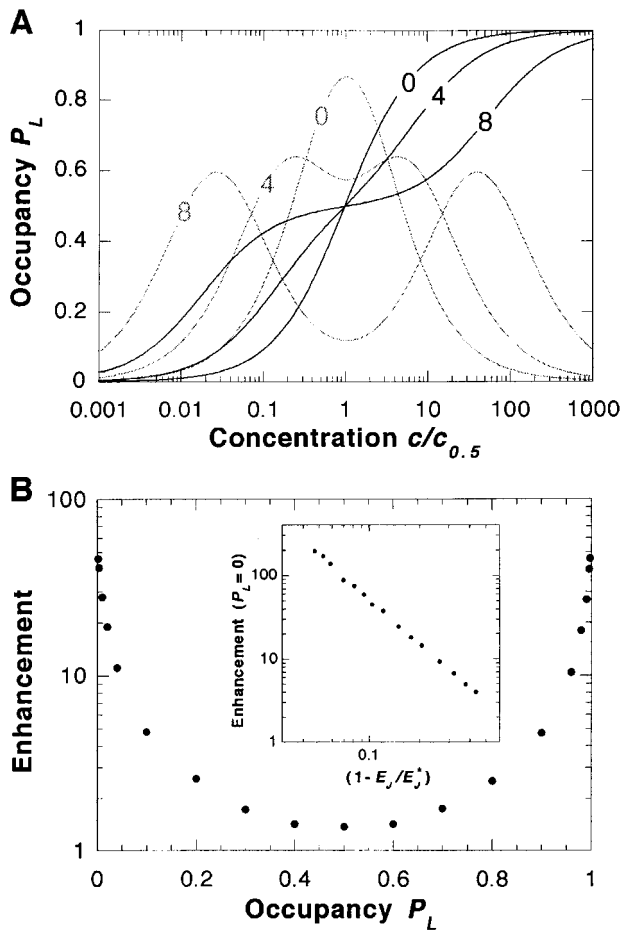 A
Occupancy P_L
1
0.8
0.6
0.4
0.2
0
0
4
8
0
4
8
0.001 0.01 0.1 1 10 100 1000
Concentration c/c_0.5
B
Enhancement
100
10
1
Enhancement (P_L=0)
100
10
1
0.1
(1-E_J/E_J^*)
0 0.2 0.4 0.6 0.8 1
Occupancy P_L